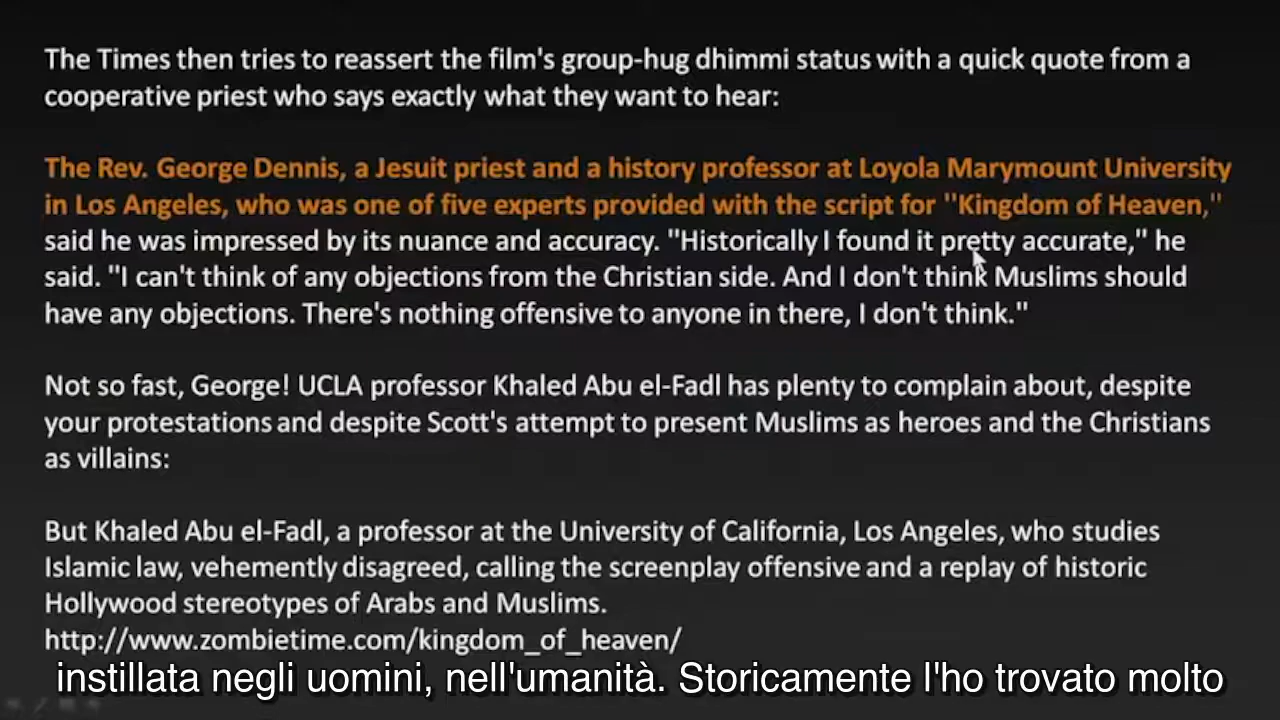 The Times then tries to reassert the film's group-hug dhimmi status with a quick quote from a
cooperative priest who says exactly what they want to hear:
The Rev. George Dennis, a Jesuit priest and a history professor at Loyola Marymount University
in Los Angeles, who was one of five experts provided with the script for "Kingdom of Heaven,"
said he was impressed by its nuance and accuracy. "Historically I found it pretty accurate," he
said. "I can't think of any objections from the Christian side. And I don't think Muslims should
have any objections. There's nothing offensive to anyone in there, I don't think."
Not so fast, George! UCLA professor Khaled Abu el-Fadl has plenty to complain about, despite
your protestations and despite Scott's attempt to present Muslims as heroes and the Christians
as villains:
But Khaled Abu el-Fadl, a professor at the University of California, Los Angeles, who studies
Islamic law, vehemently disagreed, calling the screenplay offensive and a replay of historic
Hollywood stereotypes of Arabs and Muslims.
http://www.zombietime.com/kingdom_of_heaven/
instillata negli uomini, nell'umanità. Storicamente l'ho trovato molto